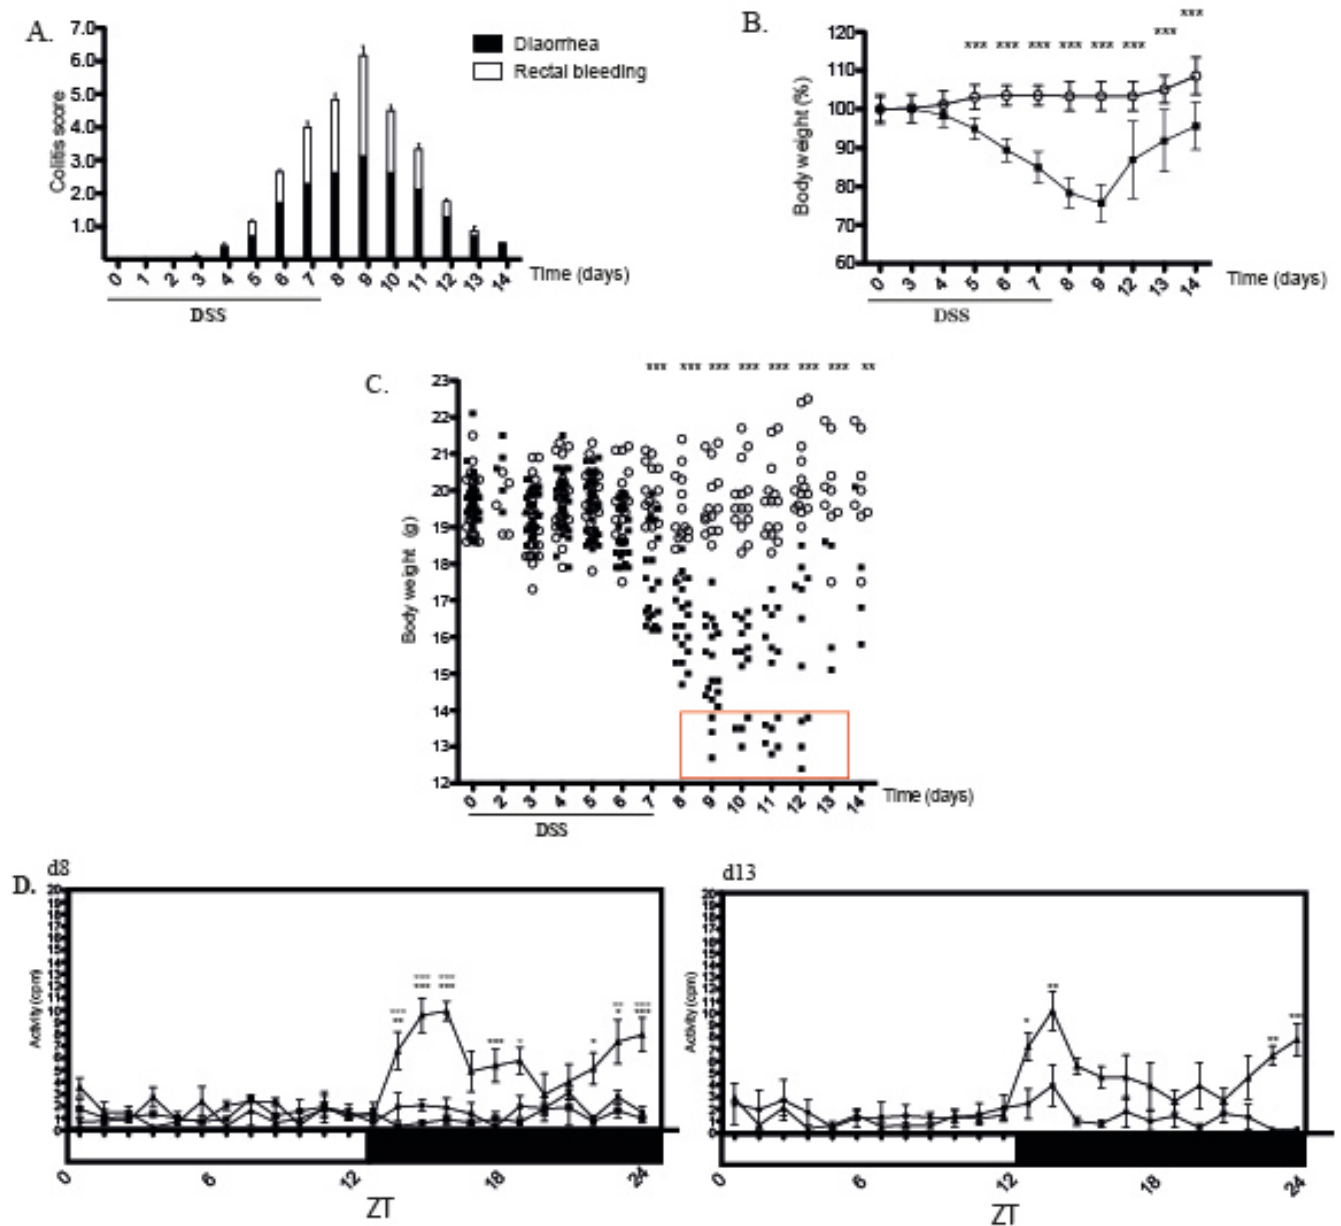 A.
7.0
6.0
5.0
4.0
3.0
2.0
1.0
Colitis score
Diaorrhea
Rectal bleeding
0 1 2 3 4 5 6 7 8 9 10 11 12 13 14
Time (days)
DSS
B.
*** *** *** *** *** *** *** ***
120
110
100
90
80
70
60
Body weight (%)
0 3 4 5 6 7 8 9 12 13 14
Time (days)
DSS
C.
*** *** *** *** *** *** *** **
23
22
21
20
19
18
17
16
15
14
13
12
Body weight (g)
0 2 3 4 5 6 7 8 9 10 11 12 13 14
Time (days)
DSS
D.
d8
Activity (cpm)
0 6 12 18 24
ZT
d13
Activity (cpm)
* ** ** ***
0 6 12 18 24
ZT